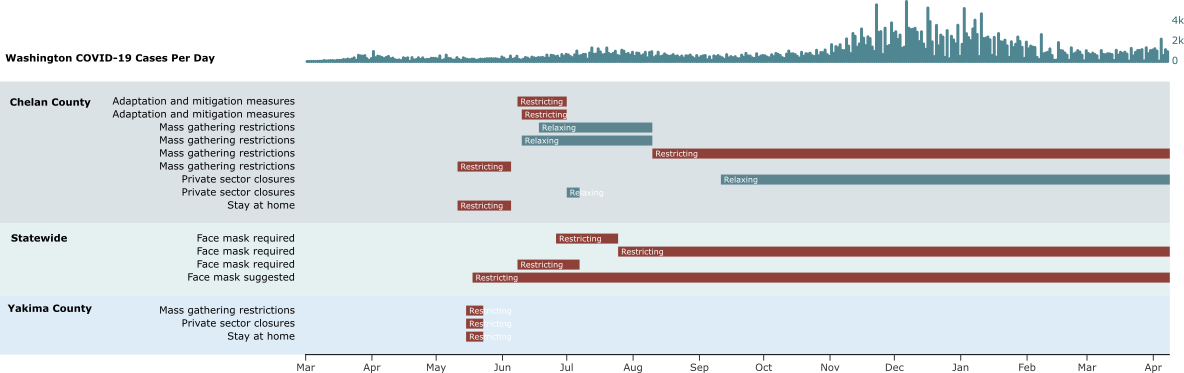 4k
2k
Washington COVID-19 Cases Per Day 0
Chelan County Adaptation and mitigation measures Restricting
Adaptation and mitigation measures Restricting
Mass gathering restrictions Relaxing
Mass gathering restrictions Relaxing
Mass gathering restrictions Restricting
Mass gathering restrictions Restricting
Private sector closures Relaxing
Private sector closures Relaxing
Stay at home Restricting
Statewide Face mask required Restricting
Face mask required Restricting
Face mask required Restricting
Face mask suggested Restricting
Yakima County Mass gathering restrictions Restricting
Private sector closures Restricting
Stay at home Restricting
Mar Apr May Jun Jul Aug Sep Oct Nov Dec Jan Feb Mar Apr